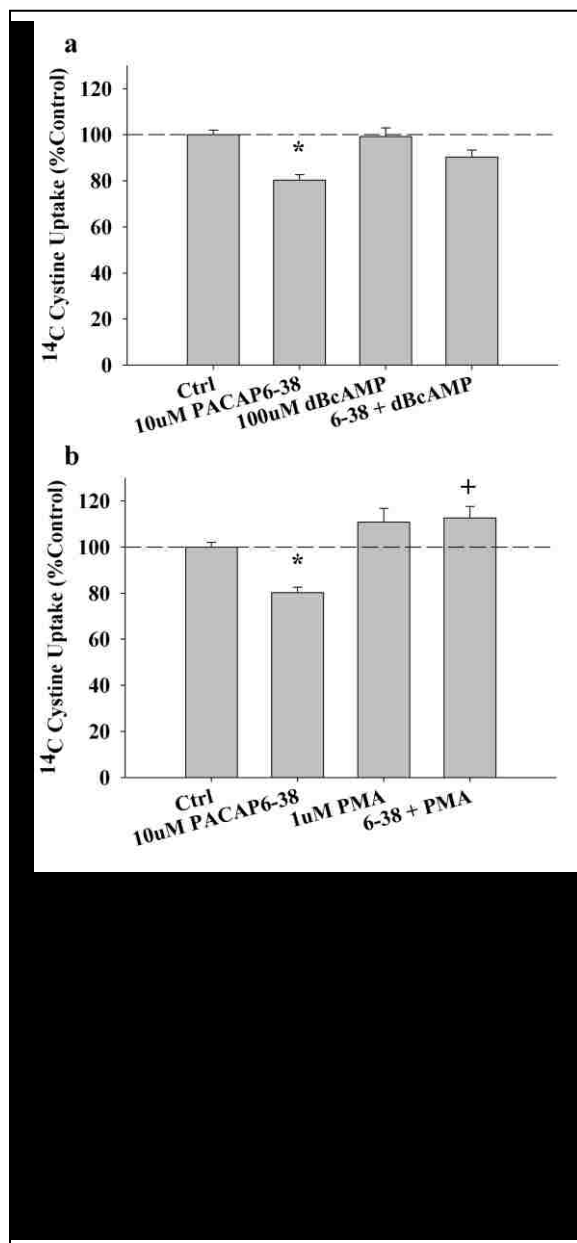 a
14C Cystine Uptake (%Control)
120
100
80
60
40
20
0
*
Ctrl
10uM PACAP6-38
100uM dBcAMP
6-38 + dBcAMP
b
14C Cystine Uptake (%Control)
120
100
80
60
40
20
0
*
+
Ctrl
10uM PACAP6-38
1uM PMA
6-38 + PMA